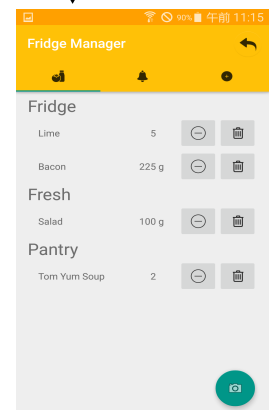 90% 午前 11:15
Fridge Manager
Fridge
Lime 5
Bacon 225 g
Fresh
Salad 100 g
Pantry
Tom Yum Soup 2